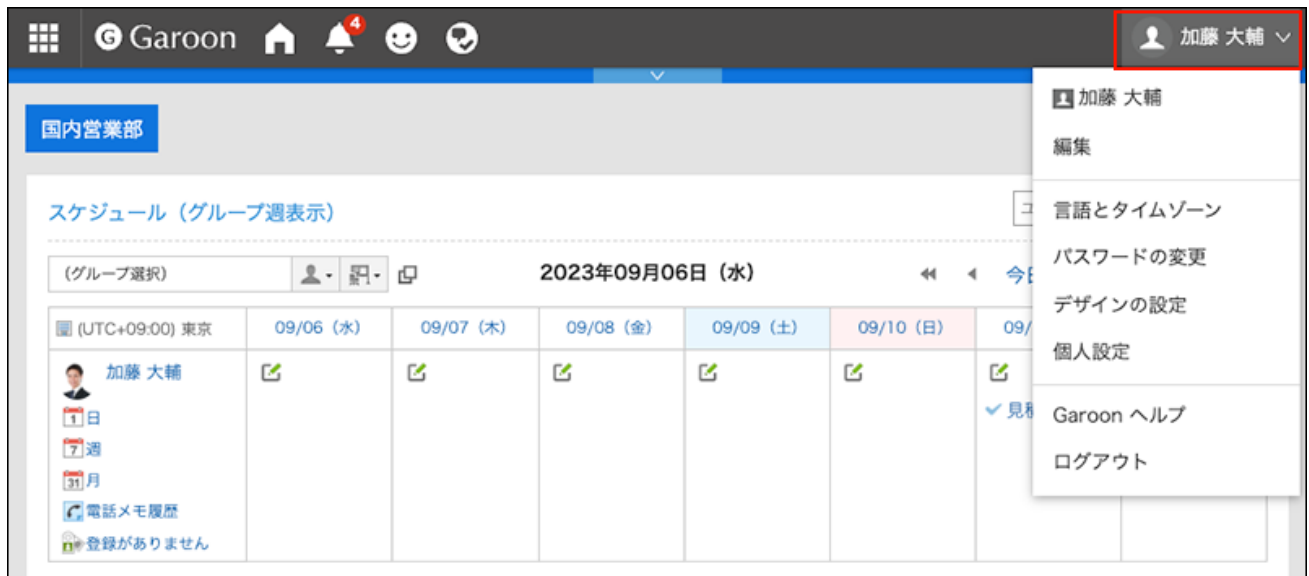 Garoon
4
加藤 大輔
加藤 大輔
編集
言語とタイムゾーン
パスワードの変更
デザインの設定
個人設定
Garoon ヘルプ
ログアウト
国内営業部
スケジュール（グループ週表示）
（グループ選択）
2023年09月06日（水）
(UTC+09:00) 東京
09/06（水）
09/07（木）
09/08（金）
09/09（土）
09/10（日）
09/
加藤 大輔
1 日
7 週
31 月
電話メモ履歴
登録がありません